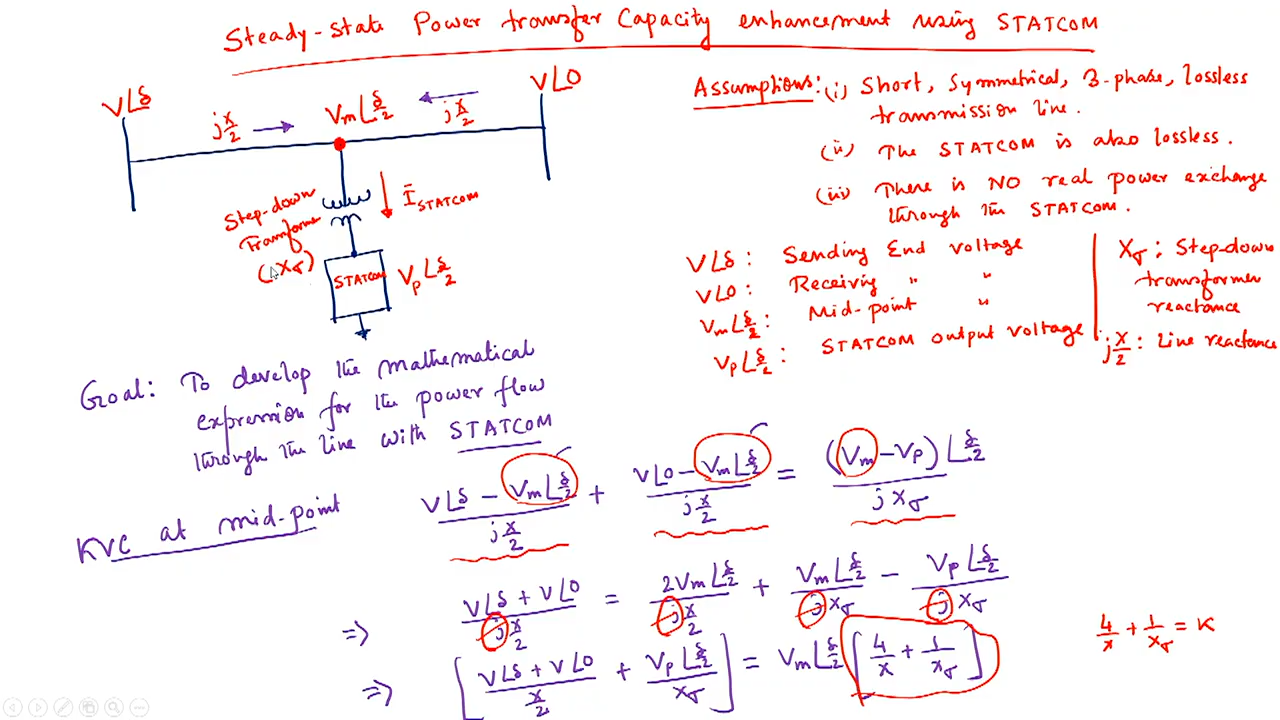 Steady-state Power transfer Capacity enhancement using STATCOM
V∠δ
V∠0
Vm∠δ/2
jx/2
jx/2
Step-down
Transformer
(jXσ)
ĪSTATCOM
STATCOM
Vp∠δ/2
Assumptions: (i) Short, Symmetrical, 3-phase, lossless
transmission line.
(ii) The STATCOM is also lossless.
(iii) There is NO real power exchange
through the STATCOM.
V∠δ: Sending End voltage
V∠0: Receiving " "
Vm∠δ/2: Mid-point "
Vp∠δ/2: STATCOM output voltage
Xσ: Step-down
transformer
reactance
jx/2: Line reactance
Goal: To develop the mathematical
expression for the power flow
through the line with STATCOM
KVC at mid-point
(V∠δ − Vm∠δ/2)/(jx/2) + (V∠0 − Vm∠δ/2)/(jx/2) = (Vm − Vp)∠δ/2/(jXσ)
⇒ (V∠δ + V∠0)/(jx/2) = 2Vm∠δ/2/(jx/2) + Vm∠δ/2/(jXσ) − Vp∠δ/2/(jXσ)
⇒ [(V∠δ + V∠0)/(x/2) + Vp∠δ/2/Xσ] = Vm∠δ/2 [4/x + 1/Xσ]
4/x + 1/Xσ = K